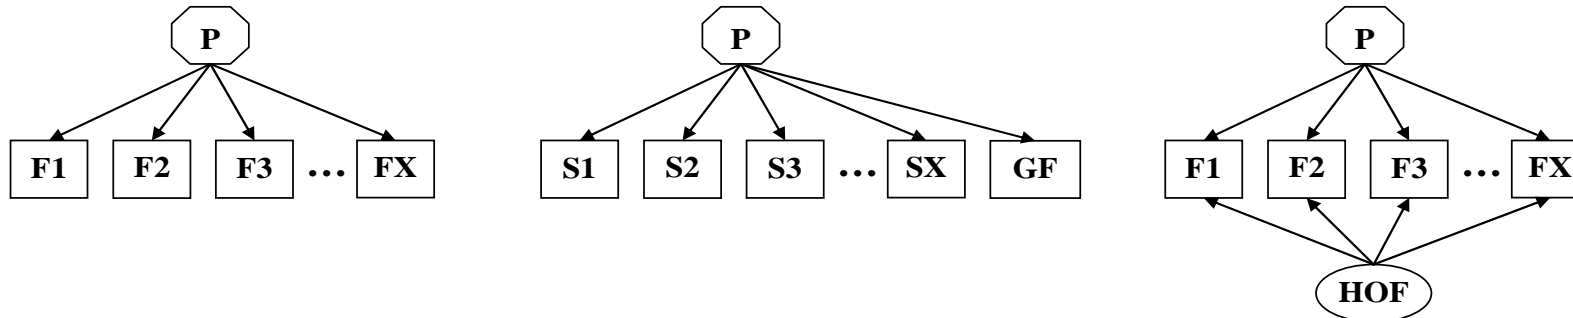 P P P
F1 F2 F3 ... FX S1 S2 S3 ... SX GF F1 F2 F3 ... FX
HOF